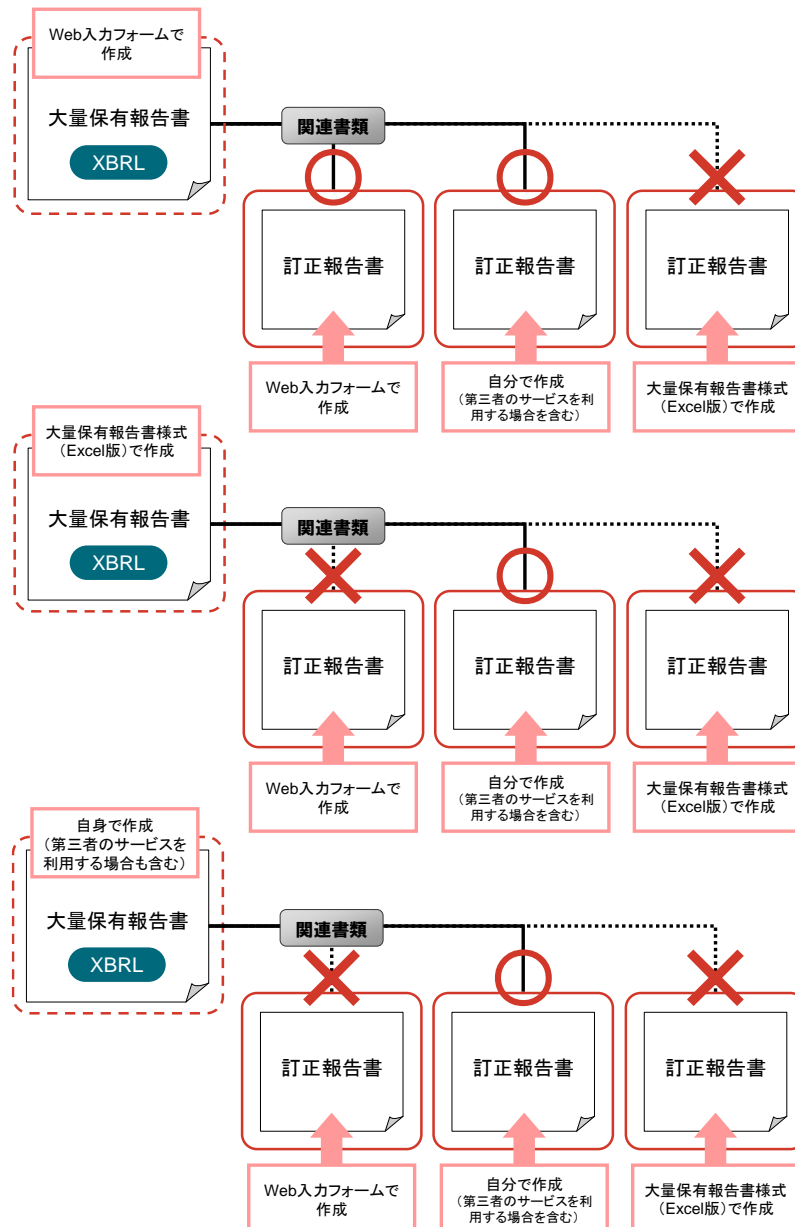 Web入力フォームで
作成
大量保有報告書
XBRL
関連書類
訂正報告書
訂正報告書
訂正報告書
Web入力フォームで
作成
自分で作成
(第三者のサービスを利
用する場合を含む)
大量保有報告書様式
(Excel版)で作成
大量保有報告書様式
(Excel版)で作成
大量保有報告書
XBRL
関連書類
訂正報告書
訂正報告書
訂正報告書
Web入力フォームで
作成
自分で作成
(第三者のサービスを利
用する場合を含む)
大量保有報告書様式
(Excel版)で作成
自身で作成
(第三者のサービスを
利用する場合も含む)
大量保有報告書
XBRL
関連書類
訂正報告書
訂正報告書
訂正報告書
Web入力フォームで
作成
自分で作成
(第三者のサービスを利
用する場合を含む)
大量保有報告書様式
(Excel版)で作成